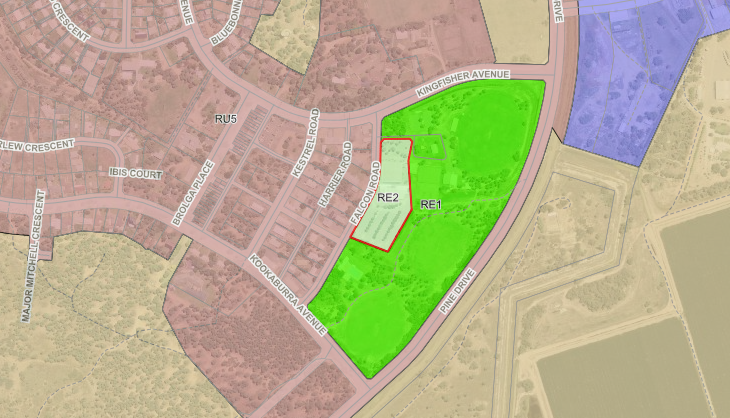 CRESCENT
AVENUE
BLUEBONN
DRIVE
KINGFISHER AVENUE
RU5
KESTREL ROAD
HARRIER ROAD
FALCON ROAD
RLEW CRESCENT
IBIS COURT
BROLGA PLACE
RE2
RE1
MAJOR MITCHELL CRESCENT
KOOKABURRA AVENUE
PINE DRIVE